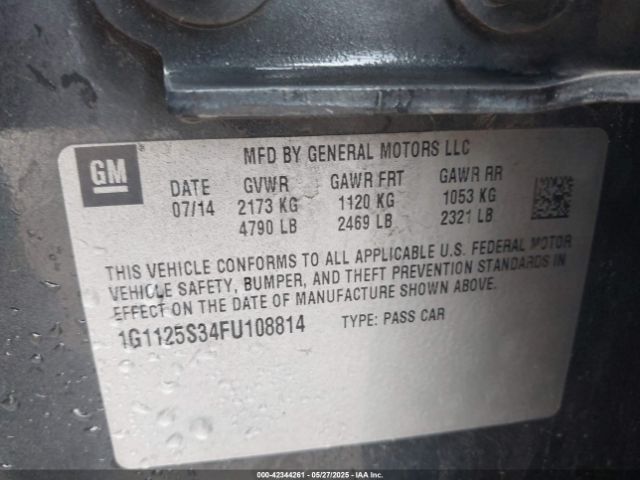 GM
MFD BY GENERAL MOTORS LLC
DATE GVWR GAWR FRT GAWR RR
07/14 2173 KG 1120 KG 1053 KG
4790 LB 2469 LB 2321 LB
THIS VEHICLE CONFORMS TO ALL APPLICABLE U.S. FEDERAL MOTOR
VEHICLE SAFETY, BUMPER, AND THEFT PREVENTION STANDARDS IN
EFFECT ON THE DATE OF MANUFACTURE SHOWN ABOVE.
1G1125S34FU108814 TYPE: PASS CAR
000-42344261 - 05/27/2025 - IAA Inc.